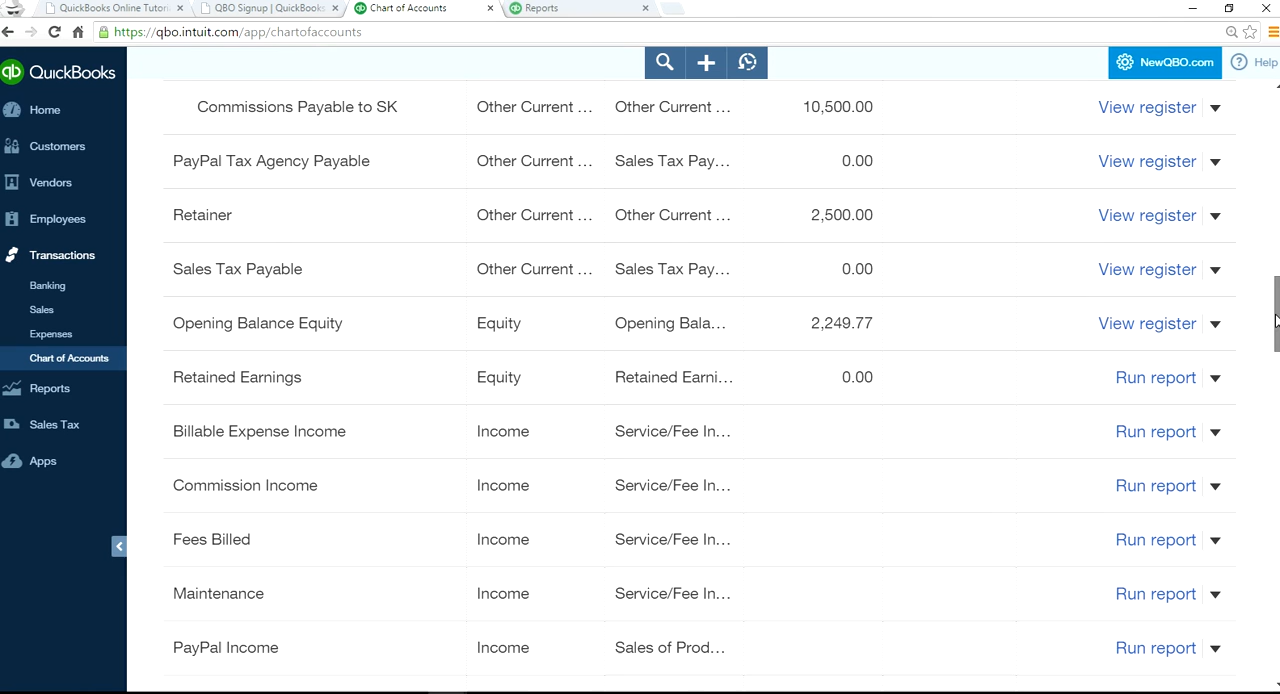 QuickBooks Online Tutori
QBO Signup | QuickBooks
Chart of Accounts
Reports
https://qbo.intuit.com/app/chartofaccounts
qb QuickBooks
NewQBO.com
Help
Home
Customers
Vendors
Employees
Transactions
Banking
Sales
Expenses
Chart of Accounts
Reports
Sales Tax
Apps
Commissions Payable to SK Other Current ... Other Current ... 10,500.00 View register
PayPal Tax Agency Payable Other Current ... Sales Tax Pay... 0.00 View register
Retainer Other Current ... Other Current ... 2,500.00 View register
Sales Tax Payable Other Current ... Sales Tax Pay... 0.00 View register
Opening Balance Equity Equity Opening Bala... 2,249.77 View register
Retained Earnings Equity Retained Earni... 0.00 Run report
Billable Expense Income Income Service/Fee In... Run report
Commission Income Income Service/Fee In... Run report
Fees Billed Income Service/Fee In... Run report
Maintenance Income Service/Fee In... Run report
PayPal Income Income Sales of Prod... Run report